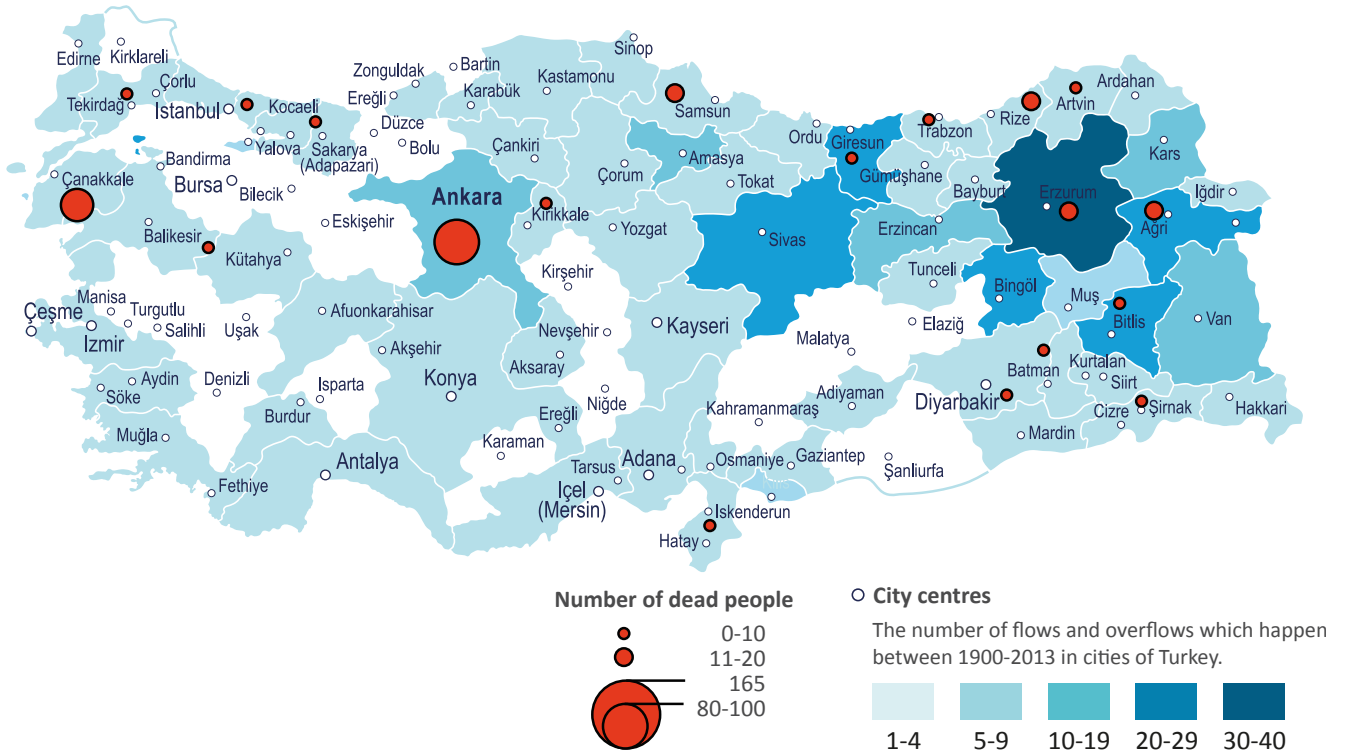 Sinop
Edirne
Kirklareli
Bartin
Zonguldak
Kastamonu
Ardahan
Çorlu
Ereğli
Karabük
Artvin
Tekirdağ
Kocaeli
Samsun
Istanbul
Trabzon
Rize
Düzce
Ordu
Giresun
Yalova
Sakarya
(Adapazari)
Bolu
Çankiri
Amasya
Kars
Bandirma
Çorum
Gümüşhane
Çanakkale
Bursa
Tokat
Bayburt
Erzurum
Iğdir
Bilecik
Ankara
Kirikkale
Eskişehir
Yozgat
Sivas
Erzincan
Ağri
Balikesir
Kütahya
Tunceli
Kirşehir
Bingöl
Muş
Manisa
Turgutlu
Çeşme
Afuonkarahisar
Salihli
Uşak
Nevşehir
Kayseri
Elaziğ
Bitlis
Van
Izmir
Malatya
Akşehir
Aksaray
Kurtalan
Aydin
Denizli
Isparta
Konya
Batman
Siirt
Söke
Adiyaman
Niğde
Diyarbakir
Burdur
Ereğli
Kahramanmaraş
Cizre
Şirnak
Hakkari
Muğla
Karaman
Mardin
Antalya
Tarsus
Adana
Osmaniye
Gaziantep
Şanliurfa
Fethiye
Içel
(Mersin)
Iskenderun
Hatay
Number of dead people
0-10
11-20
165
80-100
City centres
The number of flows and overflows which happen
between 1900-2013 in cities of Turkey.
1-4 5-9 10-19 20-29 30-40